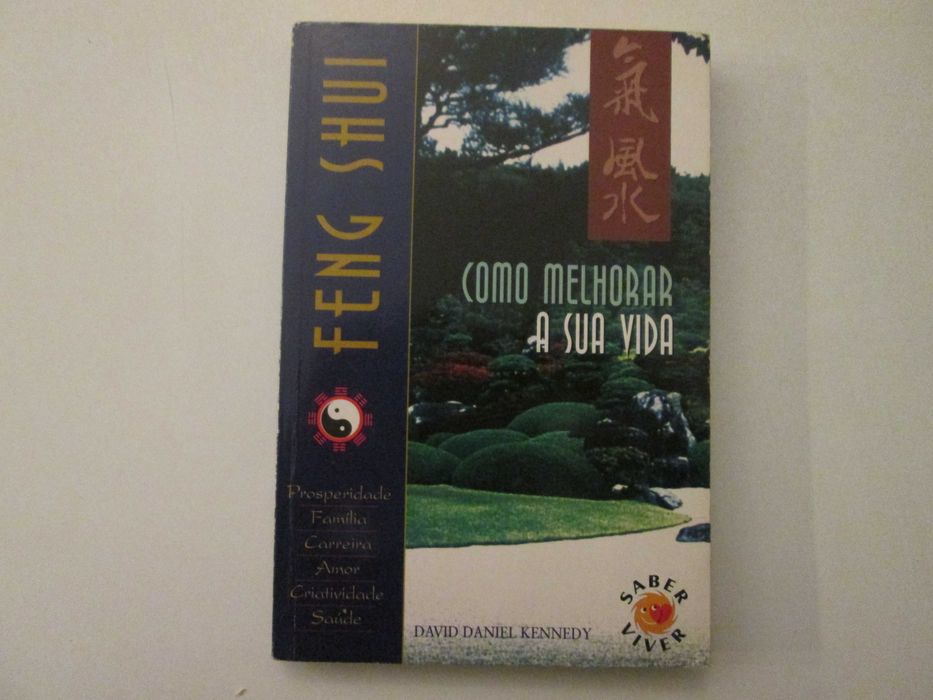 FENG SHUI
氣
風
水
COMO MELHORAR
A SUA VIDA
Prosperidade
Família
Carreira
Amor
Criatividade
Saúde
DAVID DANIEL KENNEDY
SABER
VIVER